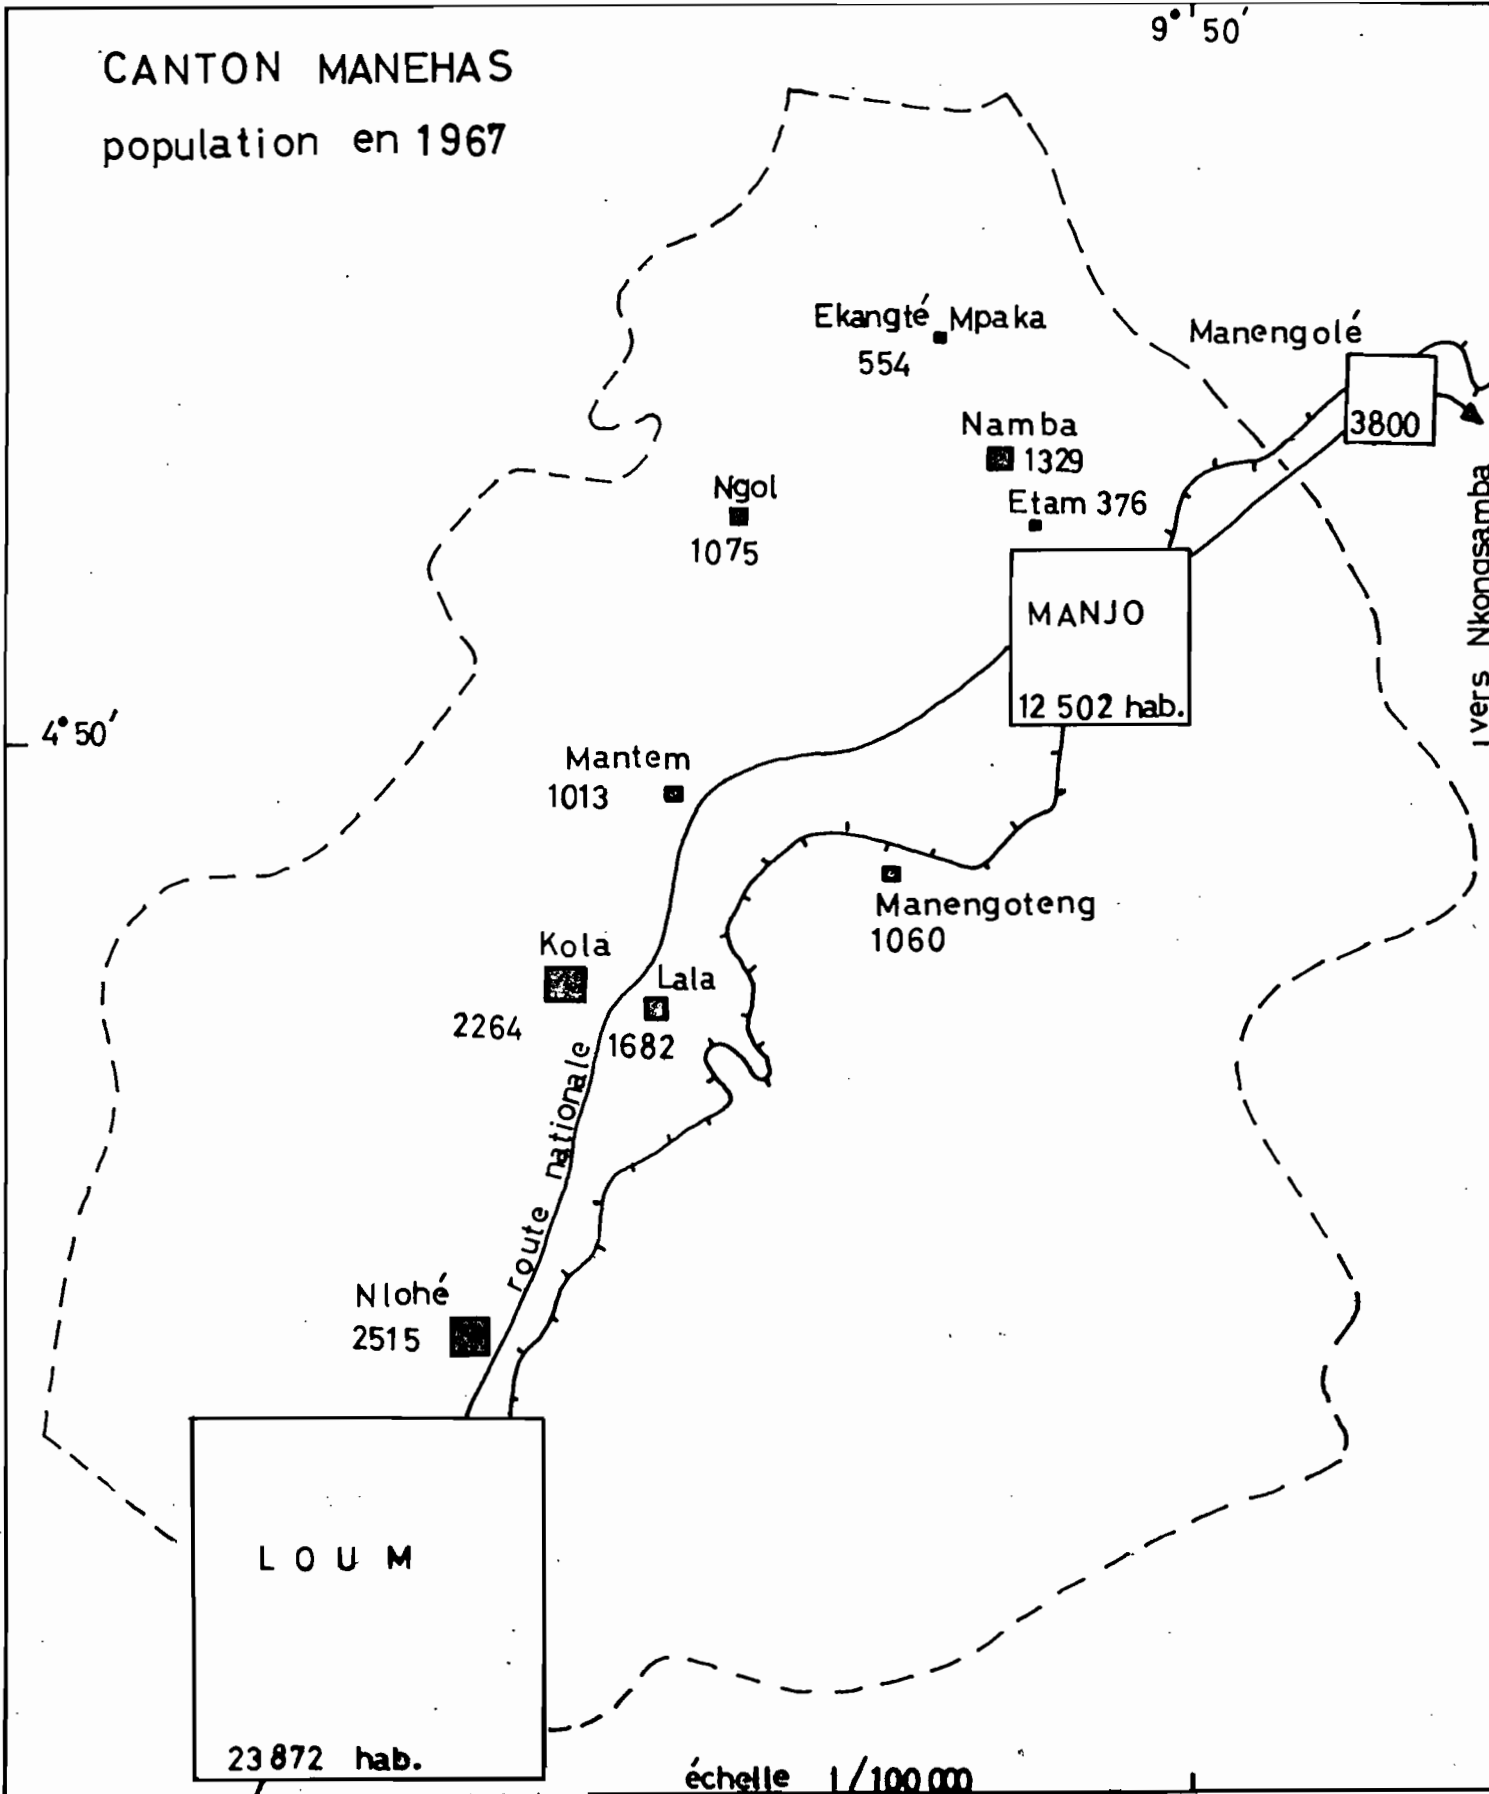 9° 50′
CANTON MANEHAS
population en 1967
Ekangté Mpaka
554
Manengolé
3800
Namba
1329
Ngol
1075
Etam 376
vers Nkongsamba
MANJO
12 502 hab.
4° 50′
Mantem
1013
Manengoteng
1060
Kola
2264
Lala
1682
route nationale
Nlohé
2515
LOUM
23 872 hab.
échelle 1/100 000